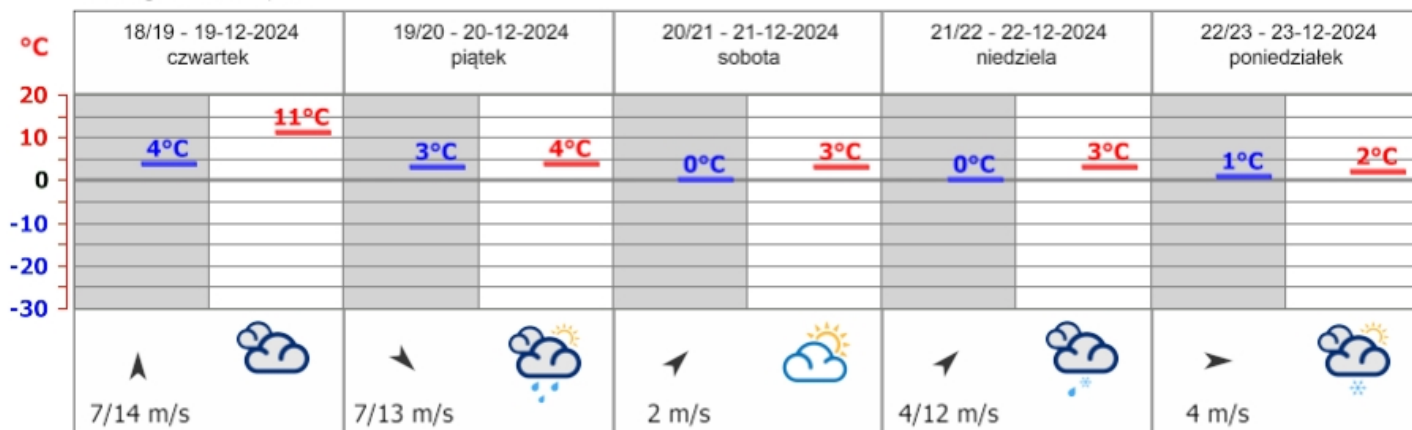 °C
18/19 - 19-12-2024
czwartek
19/20 - 20-12-2024
piątek
20/21 - 21-12-2024
sobota
21/22 - 22-12-2024
niedziela
22/23 - 23-12-2024
poniedziałek
20
10
0
-10
-20
-30
4°C
11°C
3°C
4°C
0°C
3°C
0°C
3°C
1°C
2°C
7/14 m/s
7/13 m/s
2 m/s
4/12 m/s
4 m/s